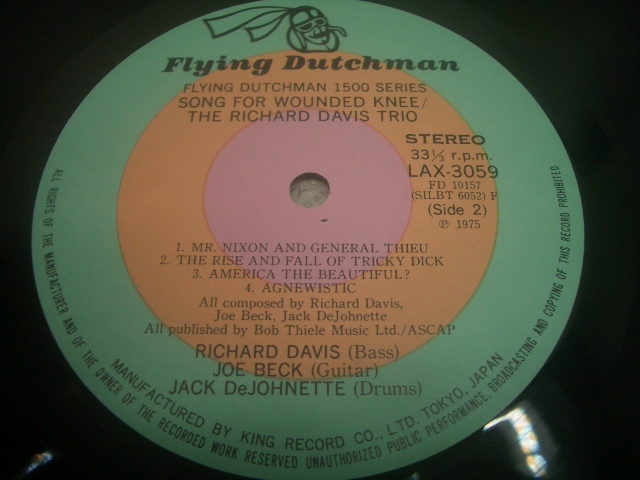 Flying Dutchman
FLYING DUTCHMAN 1500 SERIES
SONG FOR WOUNDED KNEE/
THE RICHARD DAVIS TRIO
STEREO
33⅓ r.p.m.
LAX-3059
FD 10157
(SILBT 6052) F
(Side 2)
℗ 1975
1. MR. NIXON AND GENERAL THIEU
2. THE RISE AND FALL OF TRICKY DICK
3. AMERICA THE BEAUTIFUL?
4. AGNEWISTIC
All composed by Richard Davis,
Joe Beck, Jack DeJohnette
All published by Bob Thiele Music Ltd./ASCAP
RICHARD DAVIS (Bass)
JOE BECK (Guitar)
JACK DeJOHNETTE (Drums)
MANUFACTURED BY KING RECORD CO., LTD. TOKYO, JAPAN
ALL RIGHTS OF THE MANUFACTURER AND OF THE OWNER OF THE RECORDED WORK RESERVED UNAUTHORIZED PUBLIC PERFORMANCE, BROADCASTING AND COPYING OF THIS RECORD PROHIBITED